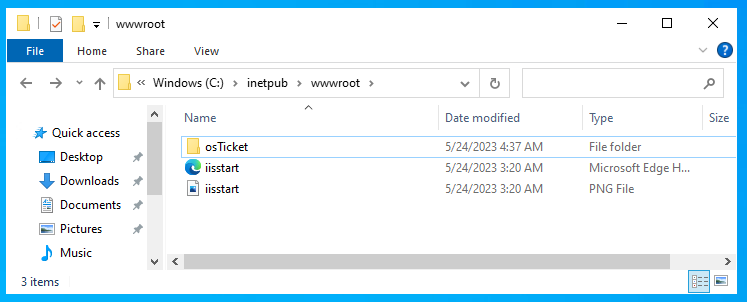 wwwroot
File Home Share View
« Windows (C:) > inetpub > wwwroot >
Name Date modified Type Size
Quick access
Desktop
Downloads
Documents
Pictures
Music
osTicket 5/24/2023 4:37 AM File folder
iisstart 5/24/2023 3:20 AM Microsoft Edge H...
iisstart 5/24/2023 3:20 AM PNG File
3 items